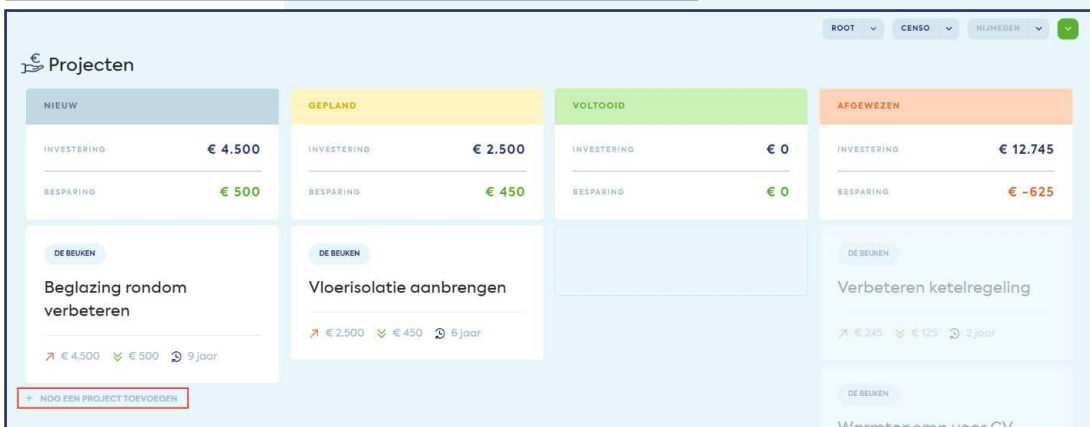 ROOT CENSO NIJMEGEN
Projecten
NIEUW
INVESTERING € 4.500
BESPARING € 500
DE BEUKEN
Beglazing rondom
verbeteren
€ 4.500 € 500 9 jaar
+ NOG EEN PROJECT TOEVOEGEN
GEPLAND
INVESTERING € 2.500
BESPARING € 450
DE BEUKEN
Vloerisolatie aanbrengen
€ 2.500 € 450 6 jaar
VOLTOOID
INVESTERING € 0
BESPARING € 0
AFGEWEZEN
INVESTERING € 12.745
BESPARING € -625
DE BEUKEN
Verbeteren ketelregeling
€ 245 € 125 2 jaar
DE BEUKEN
Warmtepomp voor CV